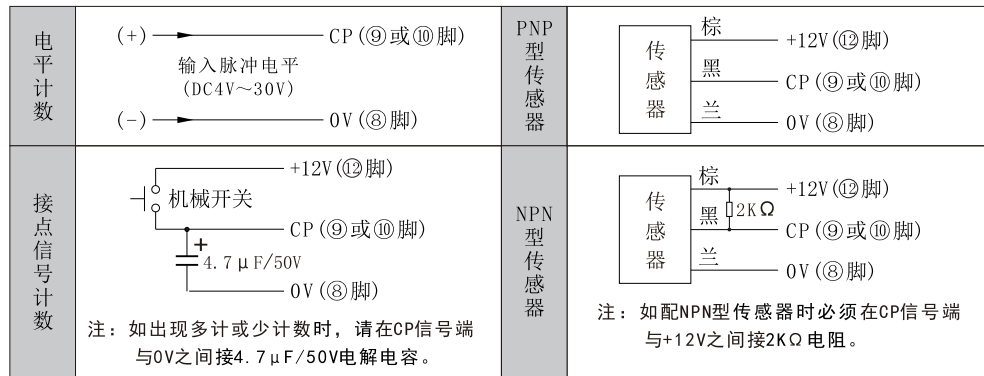 电平计数
(+) CP(⑨或⑩脚)
输入脉冲电平
(DC4V～30V)
(-) 0V(⑧脚)
PNP型传感器
传感器
棕 +12V(⑫脚)
黑 CP(⑨或⑩脚)
兰 0V(⑧脚)
接点信号计数
+12V(⑫脚)
机械开关
CP(⑨或⑩脚)
+
4.7μF/50V
0V(⑧脚)
注：如出现多计或少计数时，请在CP信号端
与0V之间接4.7μF/50V电解电容。
NPN型传感器
传感器
棕 +12V(⑫脚)
2KΩ
黑 CP(⑨或⑩脚)
兰 0V(⑧脚)
注：如配NPN型传感器时必须在CP信号端
与+12V之间接2KΩ电阻。